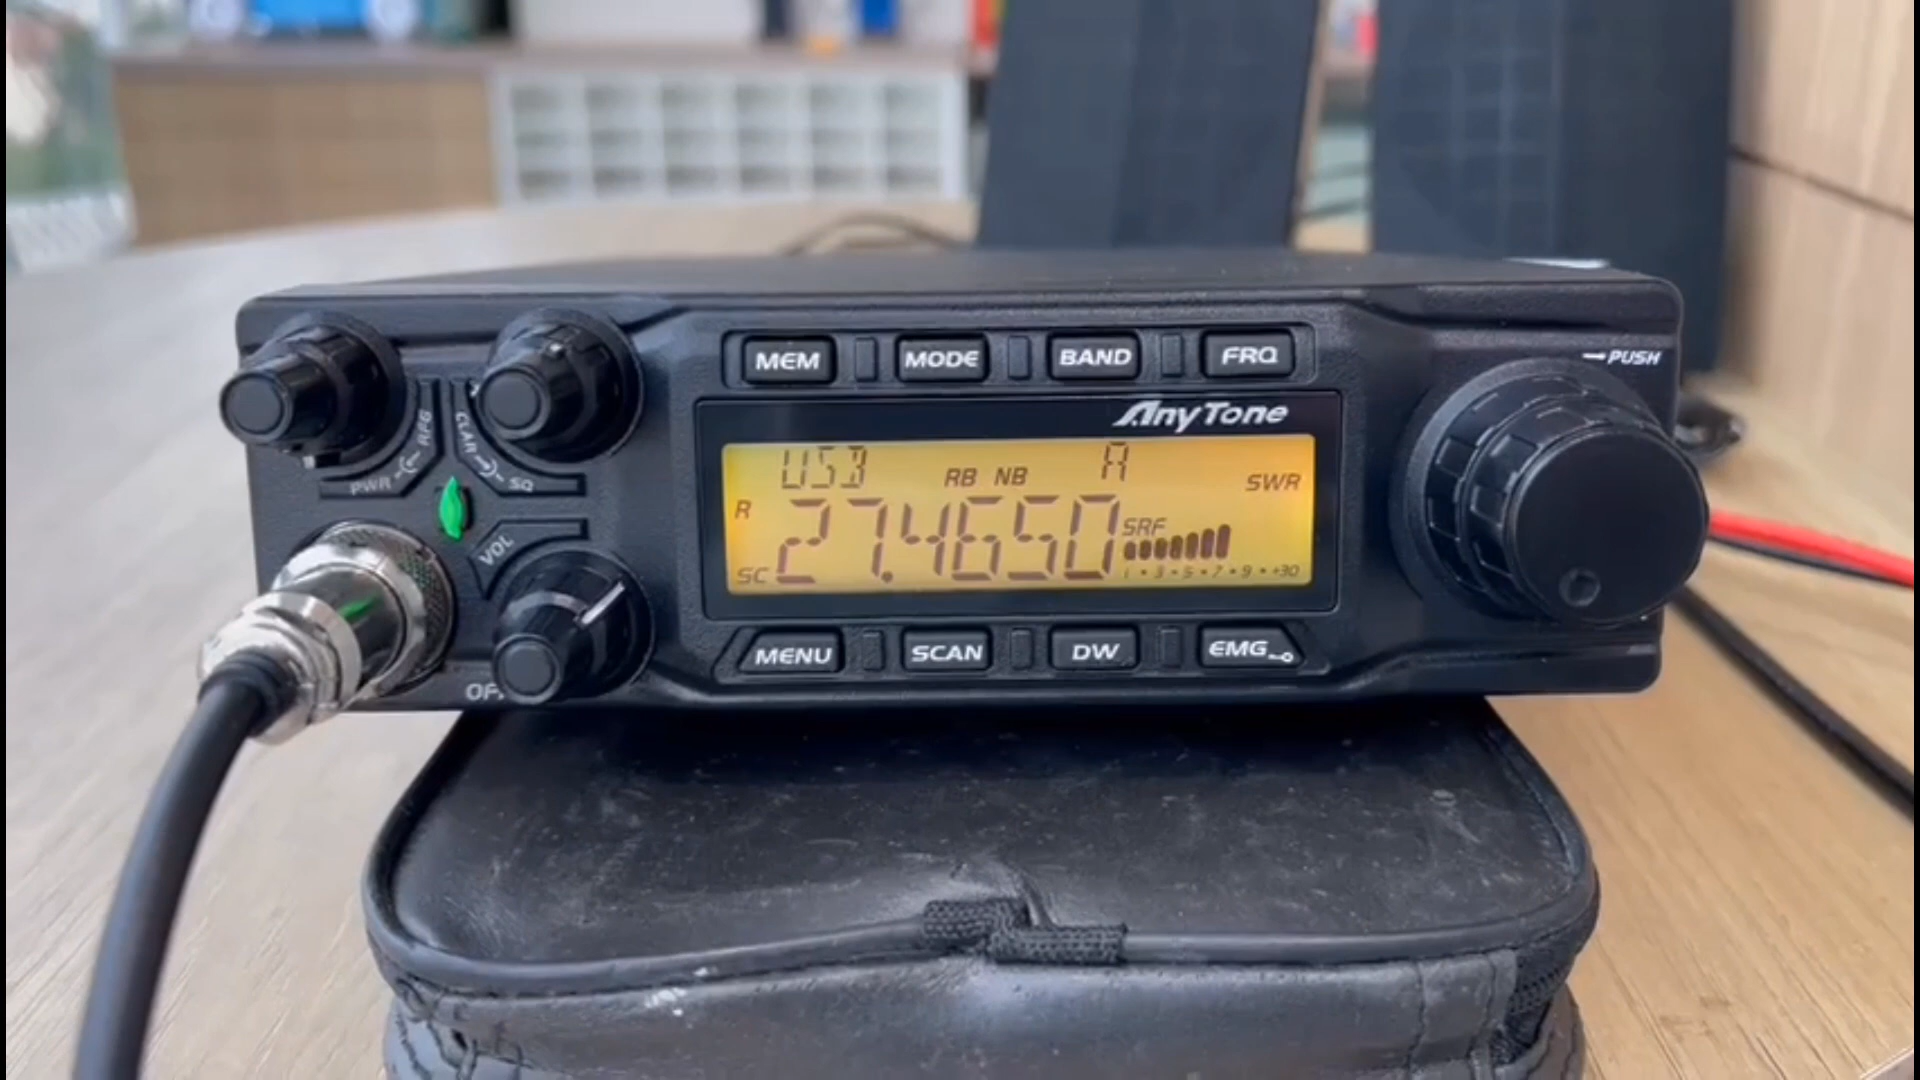 MEM MODE BAND FRQ
PUSH
AnyTone
USB RB NB A SWR
R 27.4650 SRF
SC 1 • 3 • 5 • 7 • 9 • +30
PWR RFG
CLAR SQ
VOL
OF
MENU SCAN DW EMG